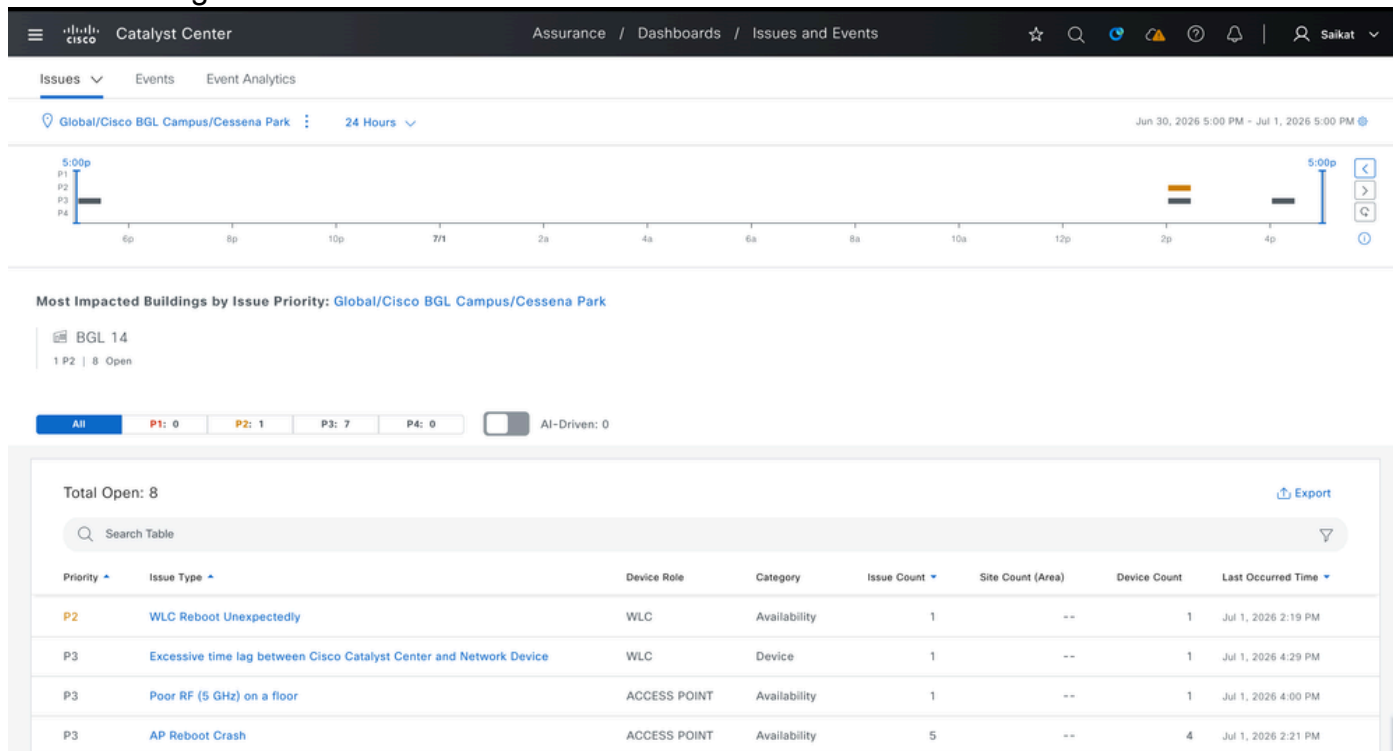 CISCO Catalyst Center Assurance / Dashboards / Issues and Events Saikat
Issues Events Event Analytics
Global/Cisco BGL Campus/Cessena Park 24 Hours Jun 30, 2026 5:00 PM - Jul 1, 2026 5:00 PM
5:00p 5:00p
P1
P2
P3
P4
6p 8p 10p 7/1 2a 4a 6a 8a 10a 12p 2p 4p
Most Impacted Buildings by Issue Priority: Global/Cisco BGL Campus/Cessena Park
BGL 14
1 P2 | 8 Open
All P1: 0 P2: 1 P3: 7 P4: 0 AI-Driven: 0
Total Open: 8 Export
Search Table
Priority Issue Type Device Role Category Issue Count Site Count (Area) Device Count Last Occurred Time
P2 WLC Reboot Unexpectedly WLC Availability 1 -- 1 Jul 1, 2026 2:19 PM
P3 Excessive time lag between Cisco Catalyst Center and Network Device WLC Device 1 -- 1 Jul 1, 2026 4:29 PM
P3 Poor RF (5 GHz) on a floor ACCESS POINT Availability 1 -- 1 Jul 1, 2026 4:00 PM
P3 AP Reboot Crash ACCESS POINT Availability 5 -- 4 Jul 1, 2026 2:21 PM